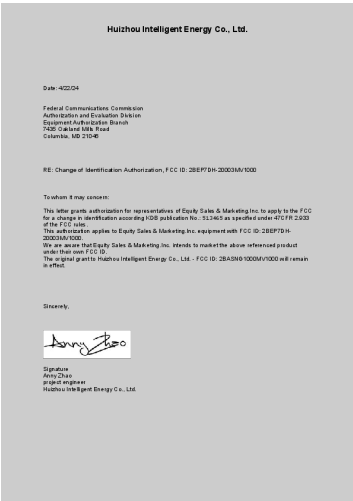 Huizhou Intelligent Energy Co., Ltd.
Date: 4/22/24
Federal Communications Commission
Authorization and Evaluation Division
Equipment Authorization Branch
7435 Oakland Mills Road
Columbia, MD 21046
RE: Change of Identification Authorization, FCC ID: 2BEP7DH-20003MV1000
To whom it may concern:
This letter grants authorization for representatives of Equity Sales & Marketing.Inc. to apply to the FCC
for a change in identification according KDB publication No.: 513465 as specified under 47CFR 2.933
of the FCC rules.
This authorization applies to Equity Sales & Marketing.Inc. equipment with FCC ID: 2BEP7DH-
20003MV1000.
We are aware that Equity Sales & Marketing.Inc. intends to market the above referenced product
under their own FCC ID.
The original grant to Huizhou Intelligent Energy Co., Ltd. - FCC ID: 2BASNG1000MV1000 will remain
in effect.
Sincerely,
Anny Zhao
Signature
Anny Zhao
project engineer
Huizhou Intelligent Energy Co., Ltd.